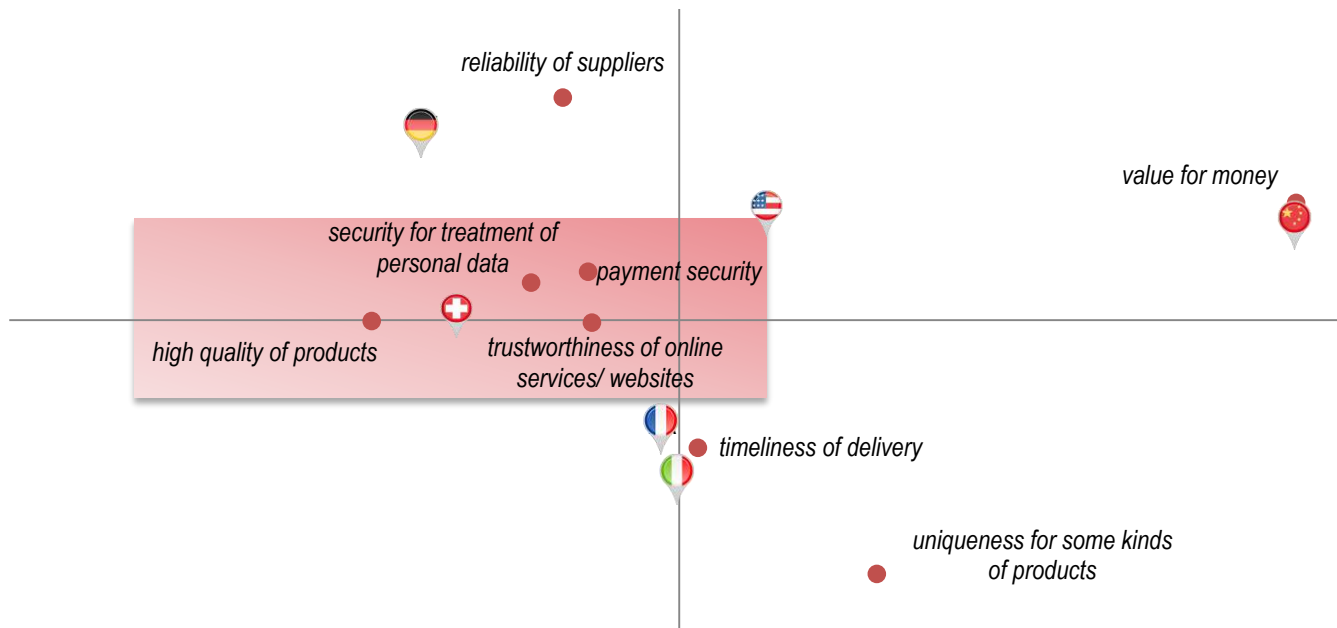 reliability of suppliers
value for money
security for treatment of
personal data
payment security
high quality of products
trustworthiness of online
services/ websites
timeliness of delivery
uniqueness for some kinds
of products